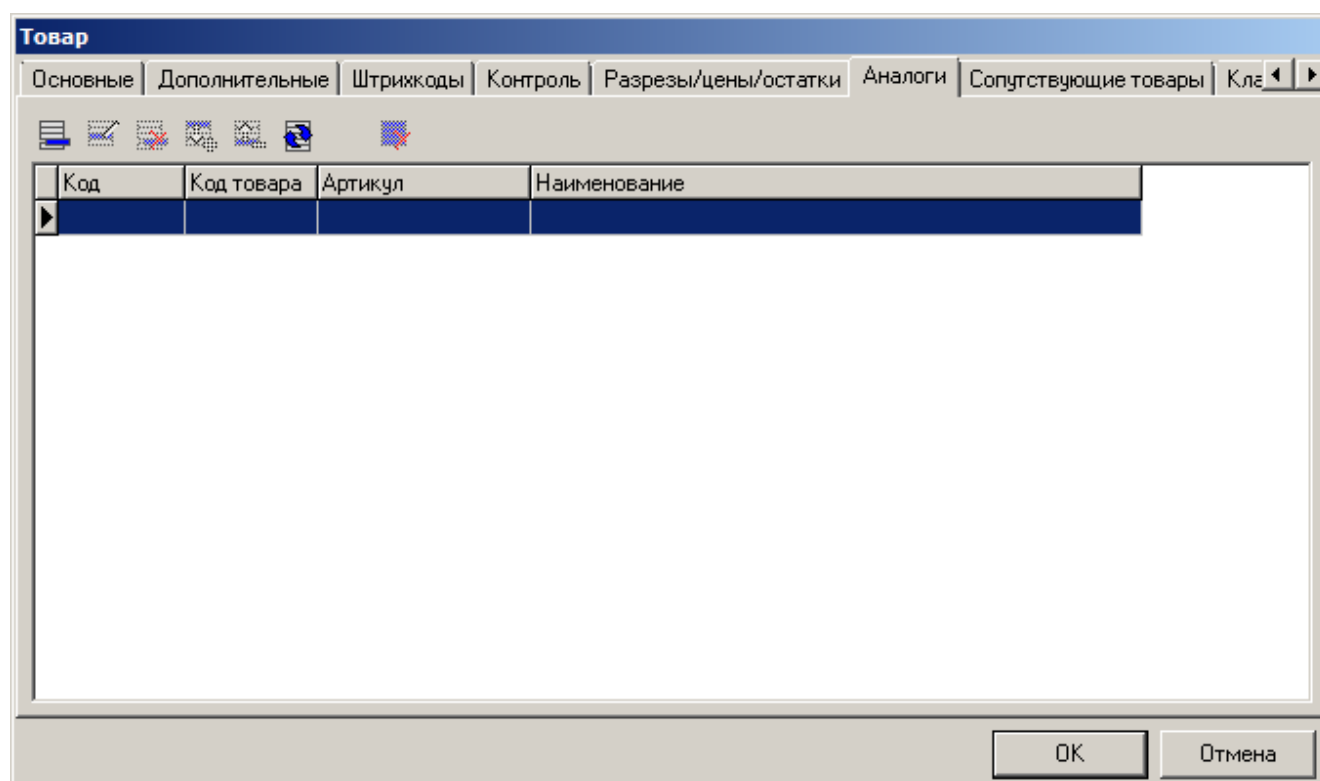 Товар
Основные Дополнительные Штрихкоды Контроль Разрезы/цены/остатки Аналоги Сопутствующие товары
Код Код товара Артикул Наименование
OK Отмена